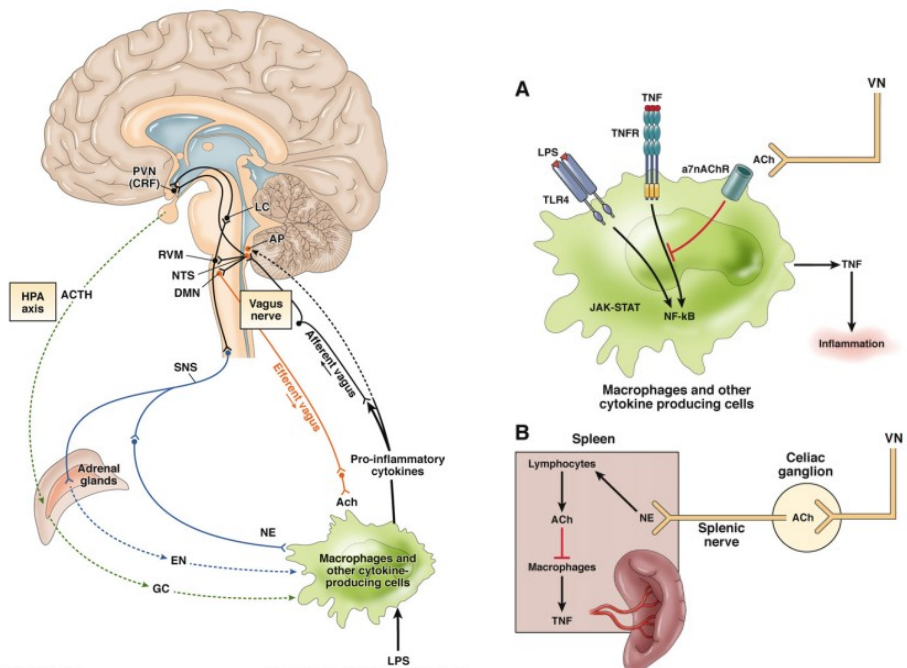 PVN
(CRF)
LC
AP
RVM
NTS
DMN
HPA
axis
ACTH
Vagus
nerve
Afferent vagus
Efferent vagus
SNS
Pro-inflammatory
cytokines
Adrenal
glands
Ach
NE
EN
GC
Macrophages and
other cytokine-
producing cells
LPS
A
VN
TNF
TNFR
LPS
TLR4
a7nAChR
ACh
JAK-STAT
NF-kB
TNF
Inflammation
Macrophages and other
cytokine producing cells
B
Spleen
Lymphocytes
ACh
Macrophages
TNF
NE
Splenic
nerve
Celiac
ganglion
ACh
VN